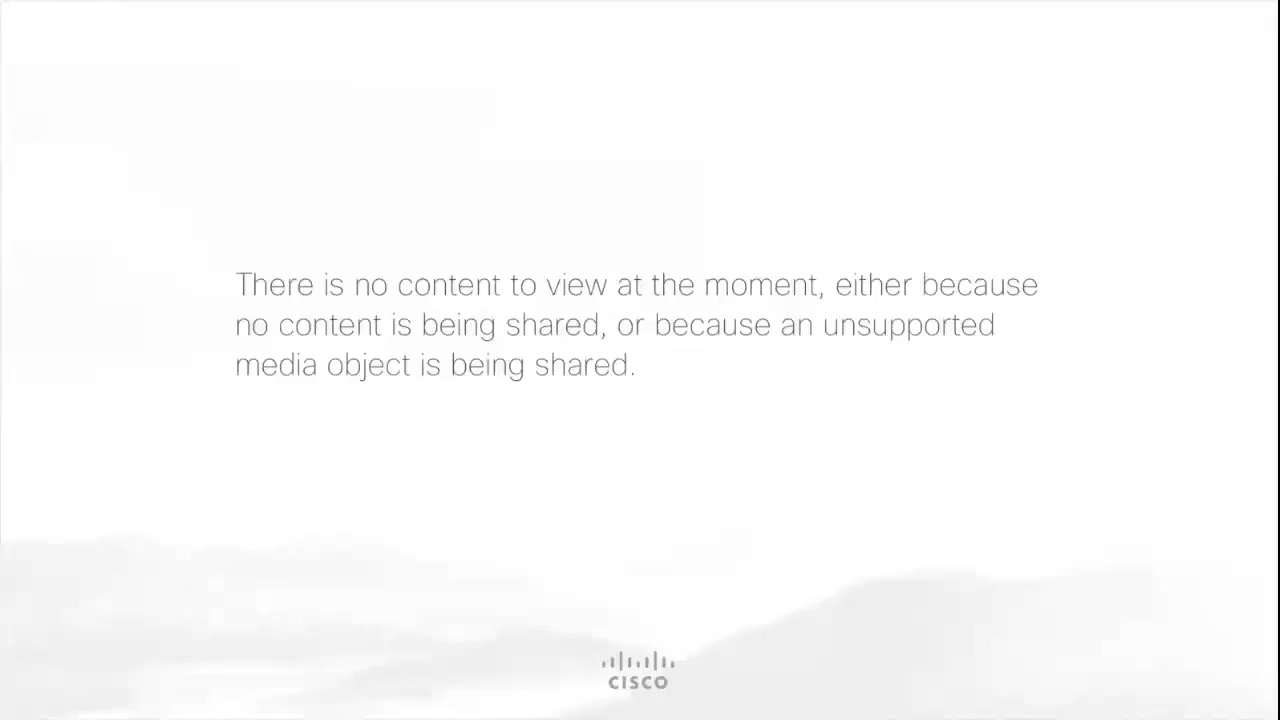 There is no content to view at the moment, either because
no content is being shared, or because an unsupported
media object is being shared.
CISCO